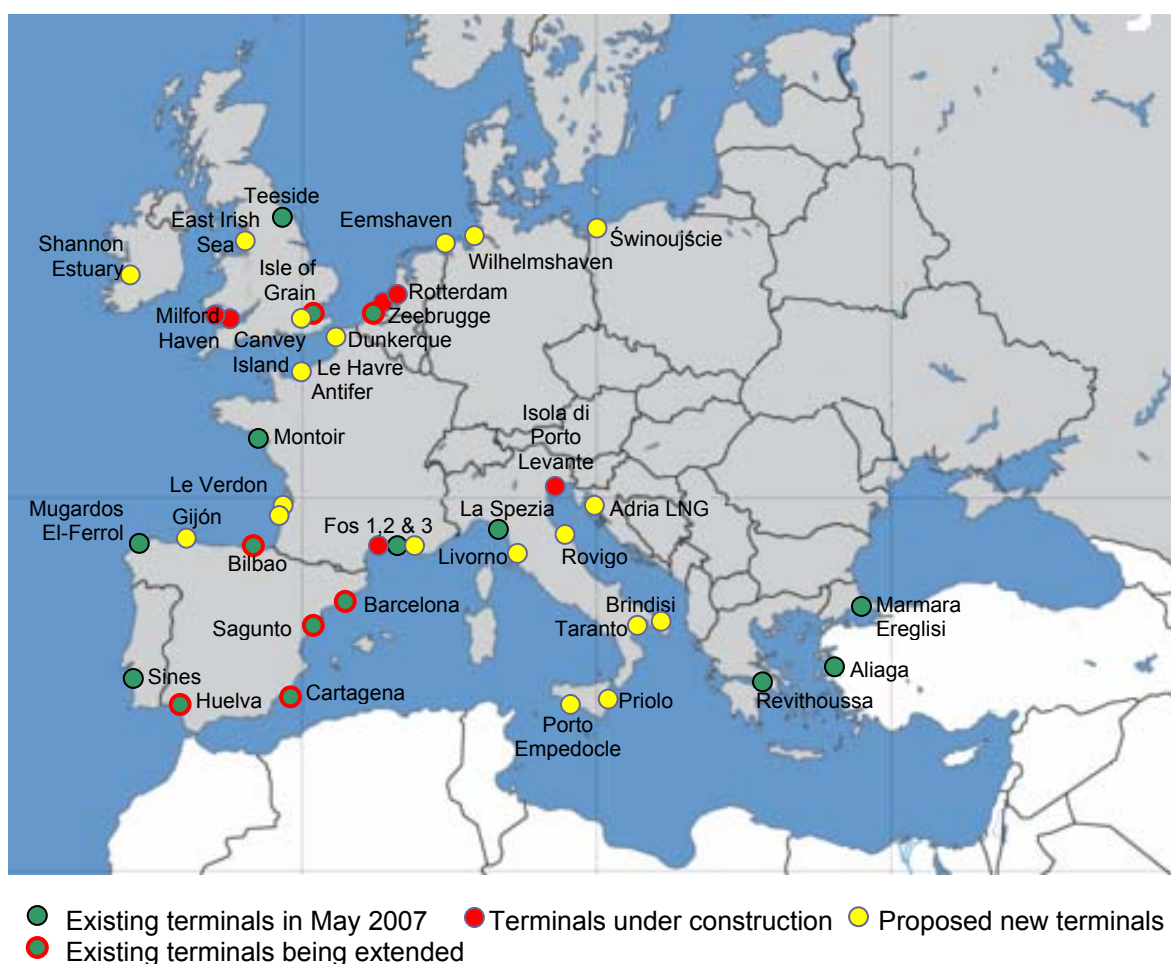 Teeside
East Irish
Sea
Shannon
Estuary
Isle of
Grain
Milford
Haven
Canvey
Island
Eemshaven
Wilhelmshaven
Świnoujście
Rotterdam
Zeebrugge
Dunkerque
Le Havre
Antifer
Montoir
Isola di
Porto
Levante
Le Verdon
Mugardos
El-Ferrol
Gijón
Bilbao
Fos 1,2 & 3
La Spezia
Livorno
Adria LNG
Rovigo
Barcelona
Sagunto
Brindisi
Taranto
Marmara
Ereglisi
Sines
Huelva
Cartagena
Aliaga
Revithoussa
Priolo
Porto
Empedocle
Existing terminals in May 2007
Terminals under construction
Proposed new terminals
Existing terminals being extended